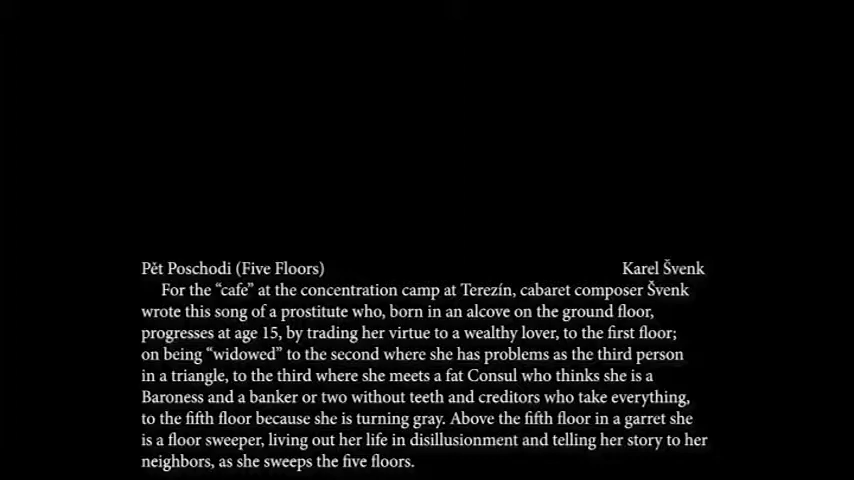 Pět Poschodi (Five Floors) Karel Švenk
For the “cafe” at the concentration camp at Terezín, cabaret composer Švenk
wrote this song of a prostitute who, born in an alcove on the ground floor,
progresses at age 15, by trading her virtue to a wealthy lover, to the first floor;
on being “widowed” to the second where she has problems as the third person
in a triangle, to the third where she meets a fat Consul who thinks she is a
Baroness and a banker or two without teeth and creditors who take everything,
to the fifth floor because she is turning gray. Above the fifth floor in a garret she
is a floor sweeper, living out her life in disillusionment and telling her story to her
neighbors, as she sweeps the five floors.